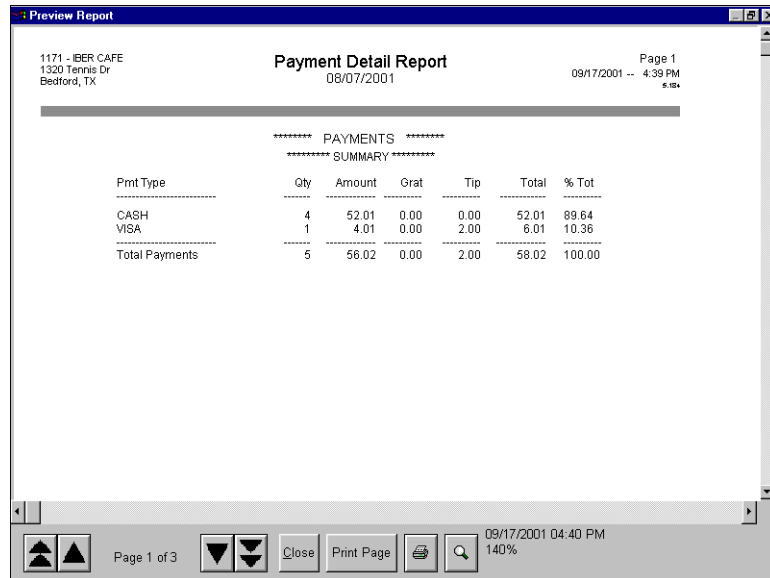 Preview Report
1171 - IBER CAFE
1320 Tennis Dr
Bedford, TX
Payment Detail Report
08/07/2001
Page 1
09/17/2001 -- 4:39 PM
5.184
******** PAYMENTS ********
********* SUMMARY *********
Pmt Type Qty Amount Grat Tip Total % Tot
CASH 4 52.01 0.00 0.00 52.01 89.64
VISA 1 4.01 0.00 2.00 6.01 10.36
Total Payments 5 56.02 0.00 2.00 58.02 100.00
Page 1 of 3
Close
Print Page
09/17/2001 04:40 PM
140%